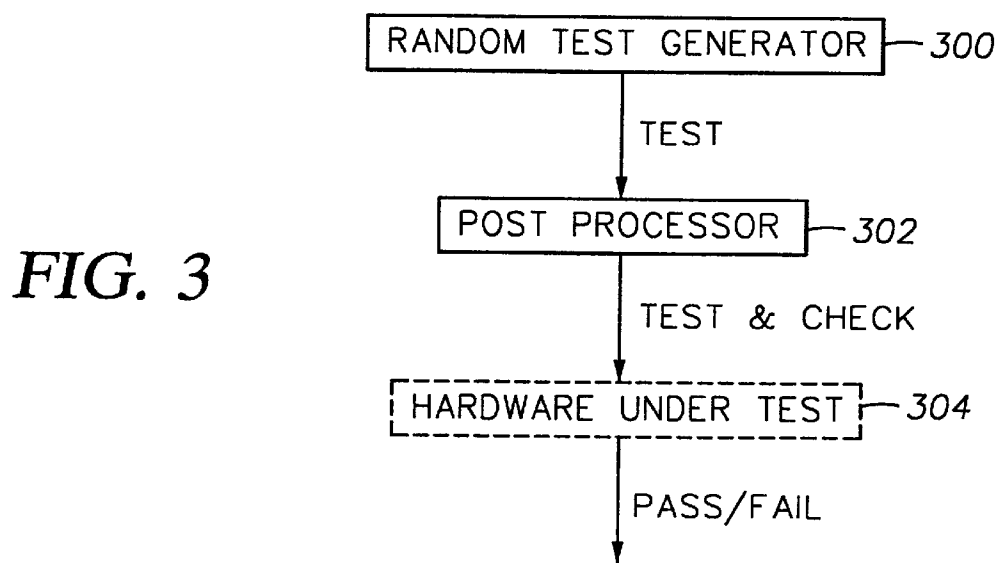 RANDOM TEST GENERATOR 300
TEST
POST PROCESSOR 302
FIG. 3
TEST & CHECK
HARDWARE UNDER TEST 304
PASS/FAIL